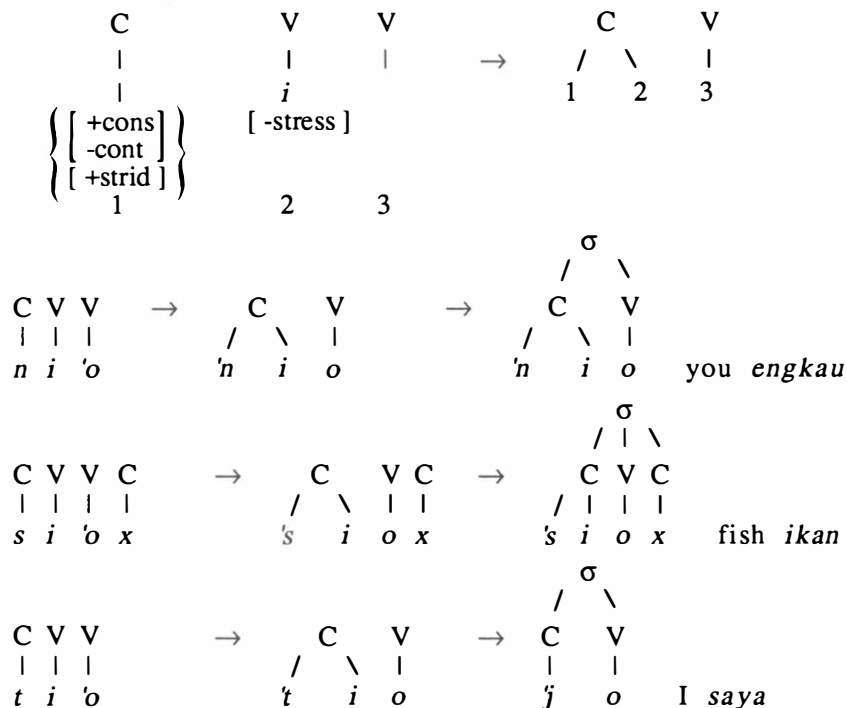 C V V → C V
i 1 2 3
{ [ +cons] [ -stress ]
-cont ]
[ +strid ] }
1 2 3
σ
C V V → C V → C V
n i 'o 'n i o 'n i o you engkau
σ
C V V C → C V C → C V C
s i 'o x 's i o x 's i o x fish ikan
σ
C V V → C V → C V
t i 'o 't i o 'j o I saya